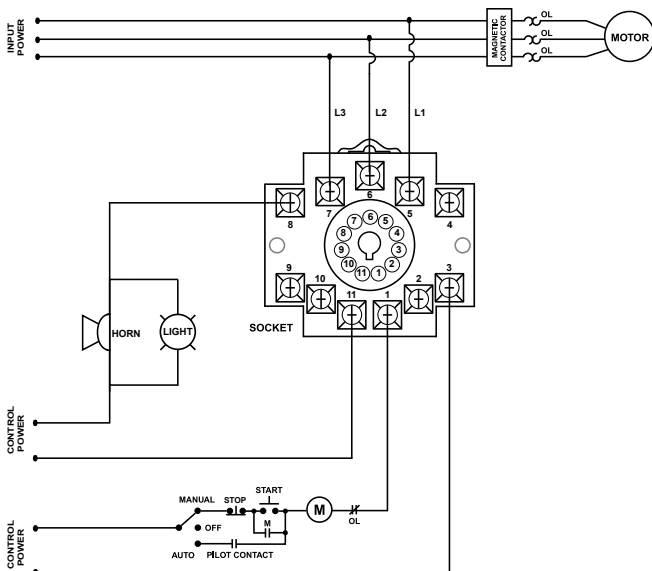 INPUT
POWER
MAGNETIC
CONTACTOR
OL
OL
OL
MOTOR
L3
L2
L1
6
7
5
8
4
6
7
5
8
4
9
3
10
2
11
1
9
10
11
1
2
3
SOCKET
HORN
LIGHT
CONTROL
POWER
MANUAL
STOP
START
M
M
OL
OFF
AUTO
PILOT CONTACT
CONTROL
POWER